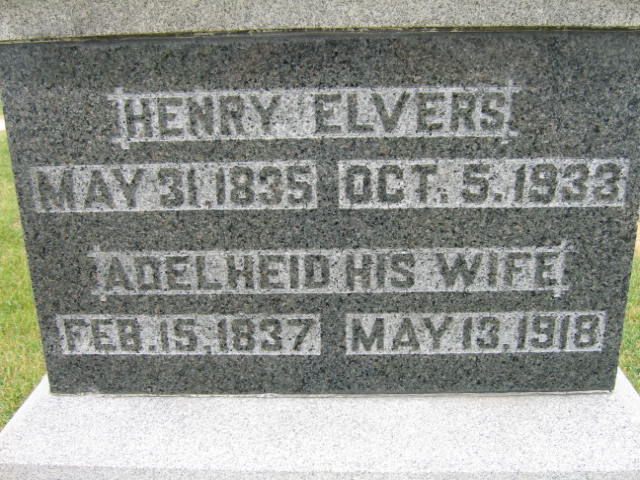 HENRY ELVERS
MAY 31, 1835 OCT. 5. 1933
ADELHEID HIS WIFE
FEB. 15, 1837 MAY 13, 1918